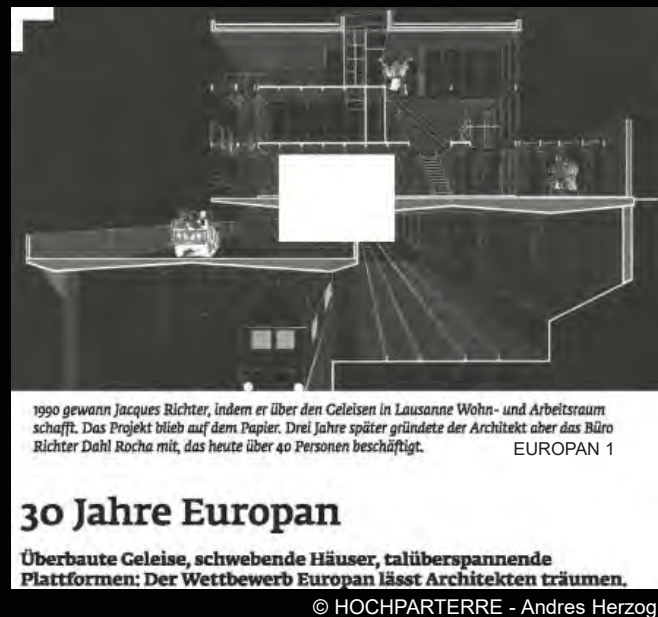 1990 gewann Jacques Richter, indem er über den Geleisen in Lausanne Wohn- und Arbeitsraum
schafft. Das Projekt blieb auf dem Papier. Drei Jahre später gründete der Architekt aber das Büro
Richter Dahl Rocha mit, das heute über 40 Personen beschäftigt.
EUROPAN 1
30 Jahre Europan
Überbaute Geleise, schwebende Häuser, talüberspannende
Plattformen: Der Wettbewerb Europan lässt Architekten träumen.
© HOCHPARTERRE - Andres Herzog